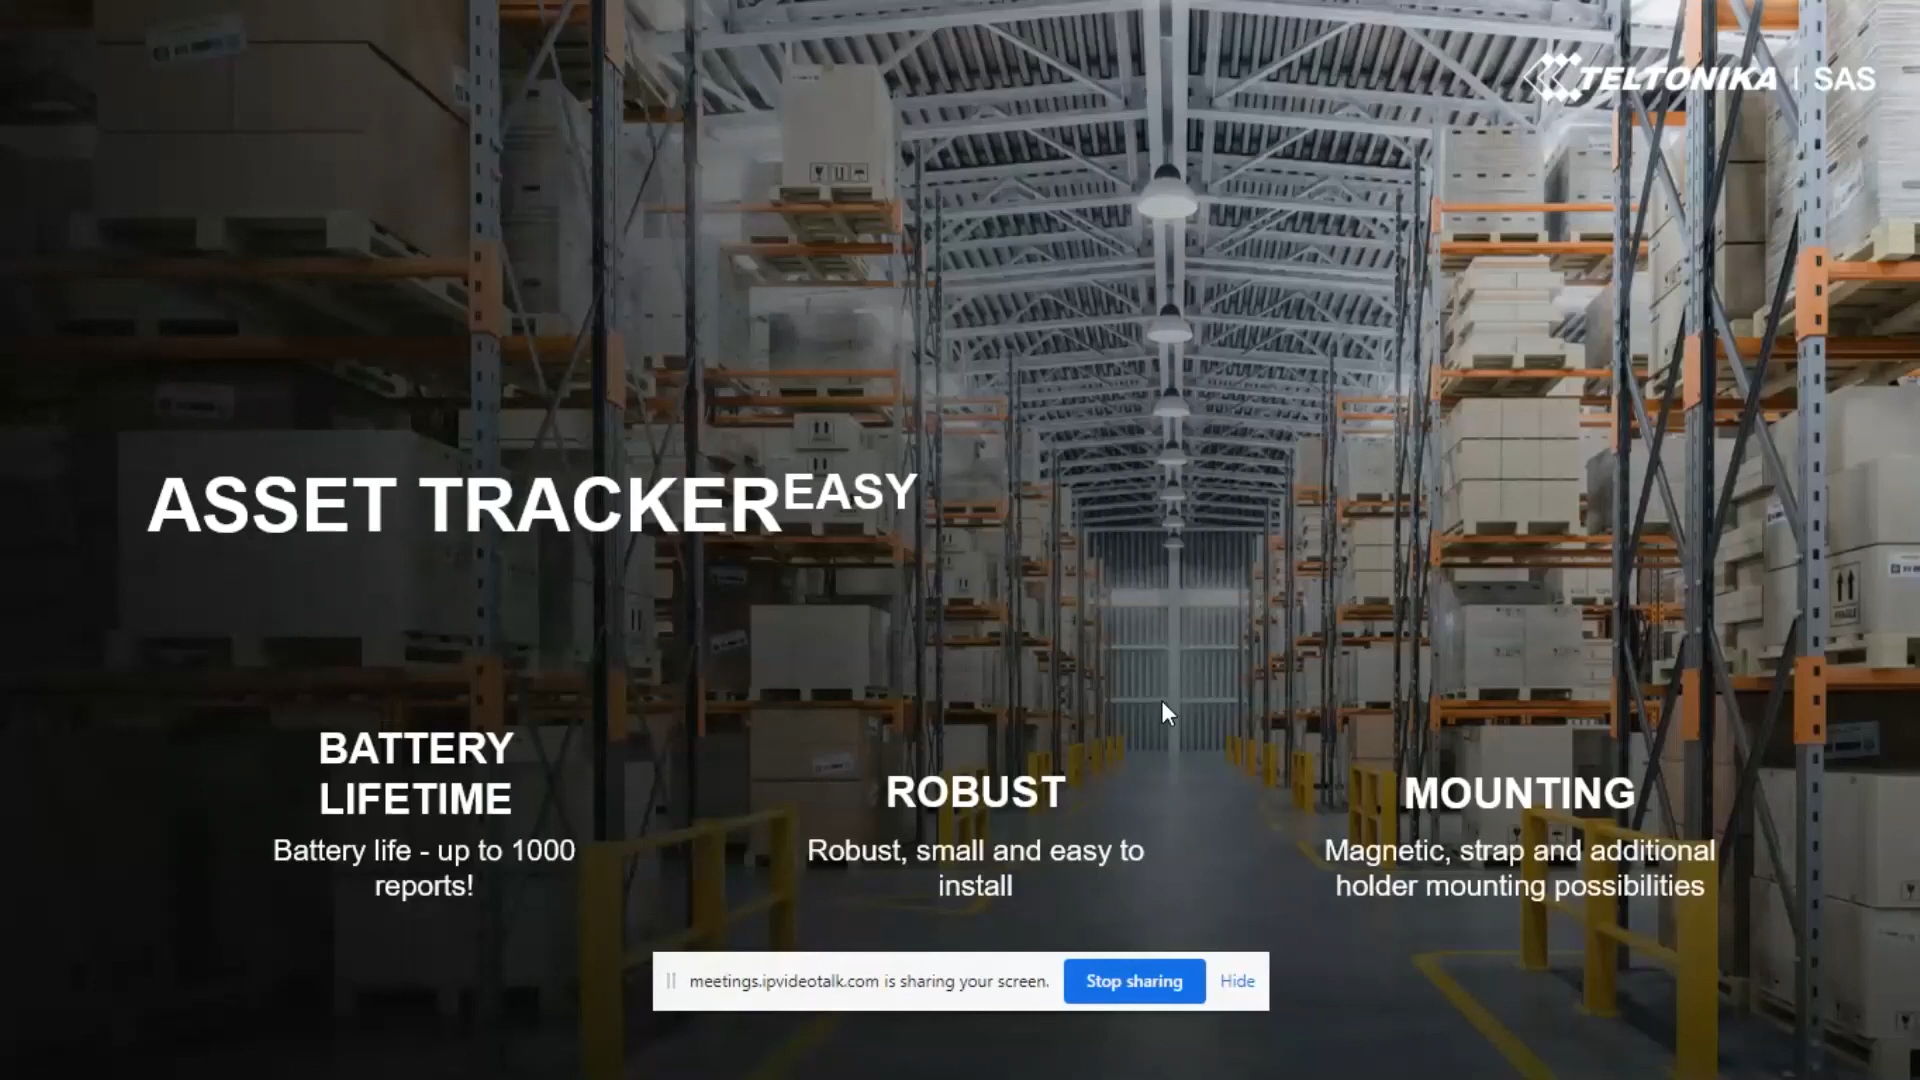 TELTONIKA | SAS
ASSET TRACKEREASY
BATTERY
LIFETIME
Battery life - up to 1000
reports!
ROBUST
Robust, small and easy to
install
MOUNTING
Magnetic, strap and additional
holder mounting possibilities
meetings.ipvideotalk.com is sharing your screen. Stop sharing Hide